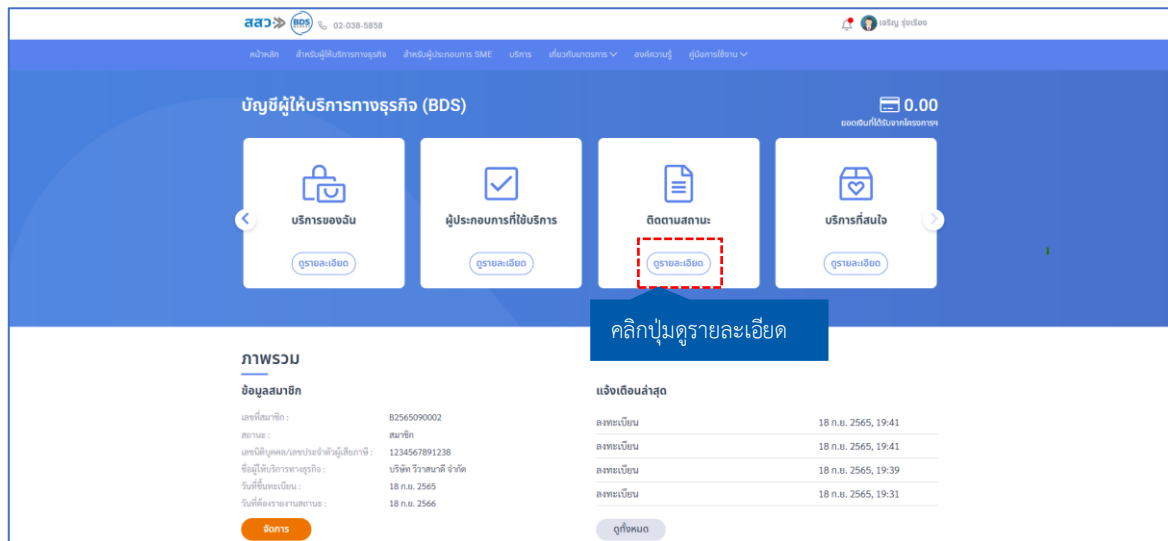 สสว BDS 02-038-5858
เจริญ รุ่งเรือง
หน้าหลัก สำหรับผู้ให้บริการทางธุรกิจ สำหรับผู้ประกอบการ SME บริการ เกี่ยวกับมาตรการ องค์ความรู้ คู่มือการใช้งาน
บัญชีผู้ให้บริการทางธุรกิจ (BDS)
0.00
ยอดเงินที่ได้รับจากโครงการฯ
บริการของฉัน
ดูรายละเอียด
ผู้ประกอบการที่ใช้บริการ
ดูรายละเอียด
ติดตามสถานะ
ดูรายละเอียด
บริการที่สนใจ
ดูรายละเอียด
คลิกปุ่มดูรายละเอียด
ภาพรวม
ข้อมูลสมาชิก
เลขที่สมาชิก : B2565090002
สถานะ : สมาชิก
เลขนิติบุคคล/เลขประจำตัวผู้เสียภาษี : 1234567891238
ชื่อผู้ให้บริการทางธุรกิจ : บริษัท วีวาสนาดี จำกัด
วันที่ขึ้นทะเบียน : 18 ก.ย. 2565
วันที่ต้องรายงานสถานะ : 18 ก.ย. 2566
จัดการ
แจ้งเตือนล่าสุด
ลงทะเบียน 18 ก.ย. 2565, 19:41
ลงทะเบียน 18 ก.ย. 2565, 19:41
ลงทะเบียน 18 ก.ย. 2565, 19:39
ลงทะเบียน 18 ก.ย. 2565, 19:31
ดูทั้งหมด